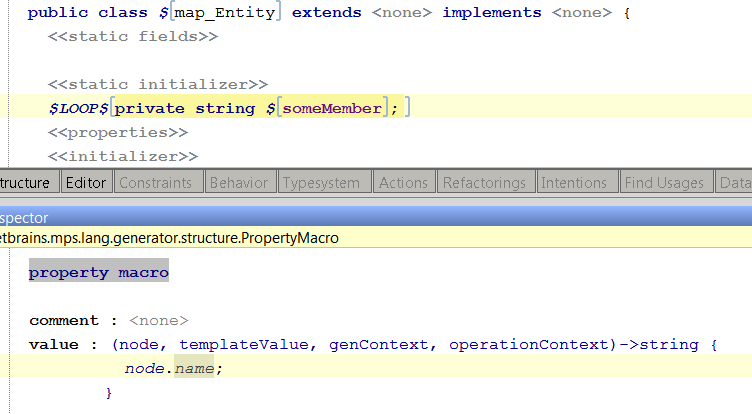 public class $[map_Entity] extends <none> implements <none> {
<<static fields>>
<<static initializer>>
$LOOP$[private string $[someMember]; ]
<<properties>>
<<initializer>>
tructure Editor Constraints Behavior Typesystem Actions Refactorings Intentions Find Usages Data
spector
etbrains.mps.lang.generator.structure.PropertyMacro
property macro
comment : <none>
value : (node, templateValue, genContext, operationContext)->string {
node.name;
}